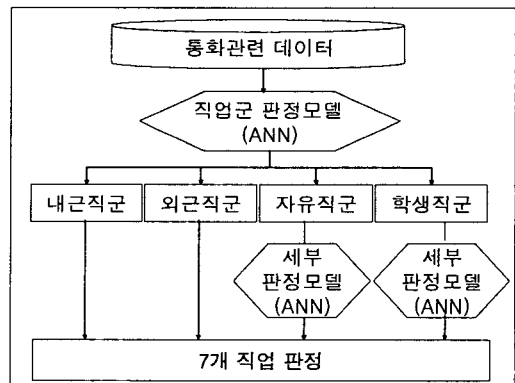 통화관련 데이터
직업군 판정모델
(ANN)
내근직군
외근직군
자유직군
학생직군
세부
판정모델
(ANN)
세부
판정모델
(ANN)
7개 직업 판정